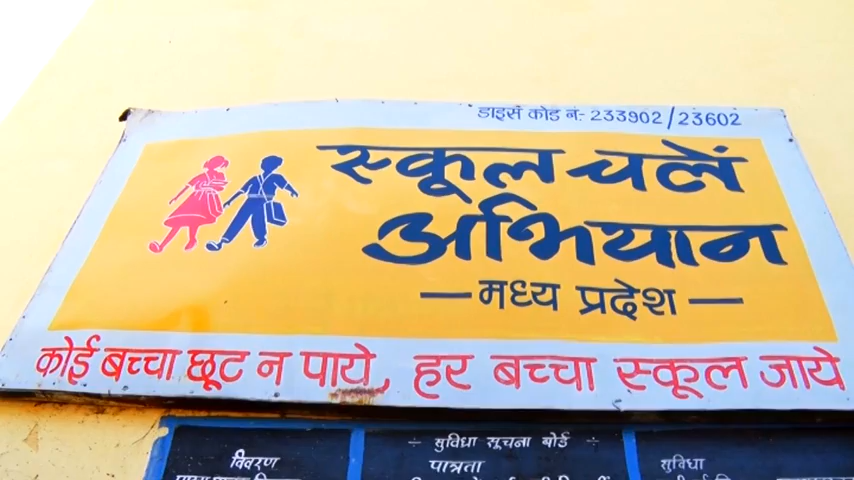 डाइस कोड नं:- 233902/23602
स्कूल चलें
अभियान
— मध्य प्रदेश —
कोई बच्चा छूट न पाये, हर बच्चा स्कूल जाये
÷ सुविधा सूचना बोर्ड ÷
विवरण
पात्रता
सुविधा